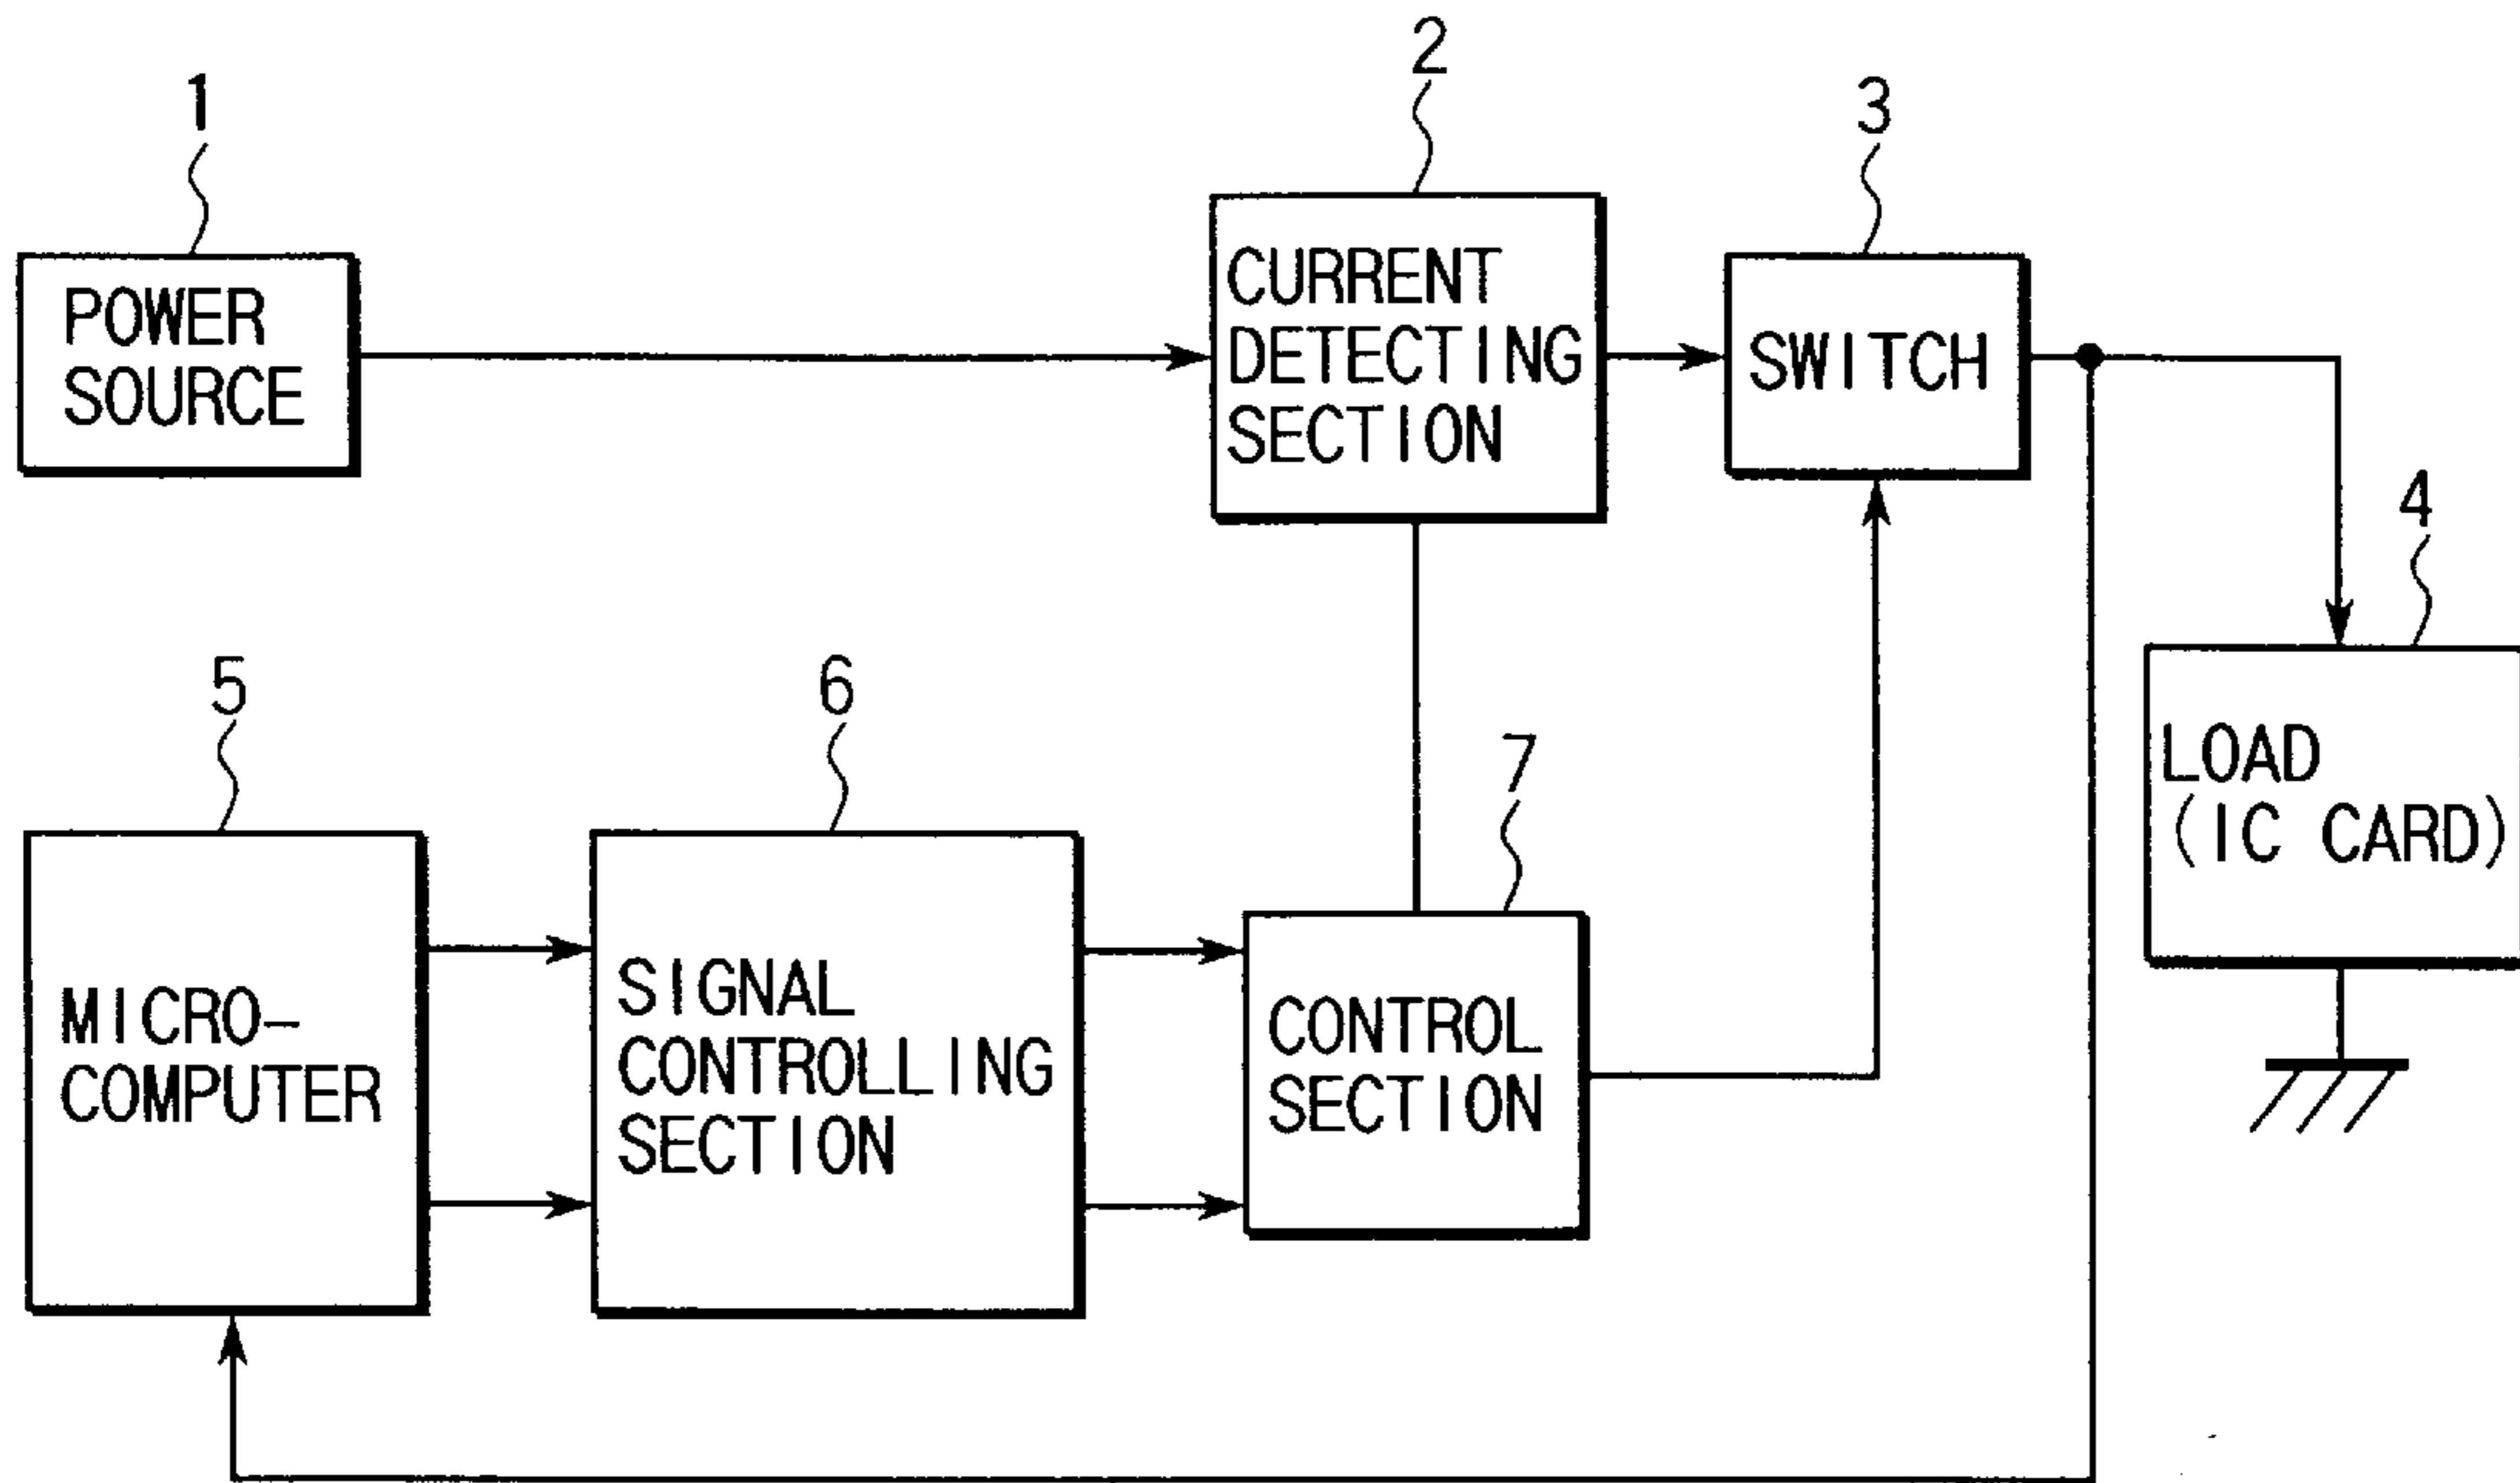 1
2
3
POWER
SOURCE
CURRENT
DETECTING
SECTION
SWITCH
4
LOAD
(IC CARD)
5
6
7
MICRO-
COMPUTER
SIGNAL
CONTROLLING
SECTION
CONTROL
SECTION